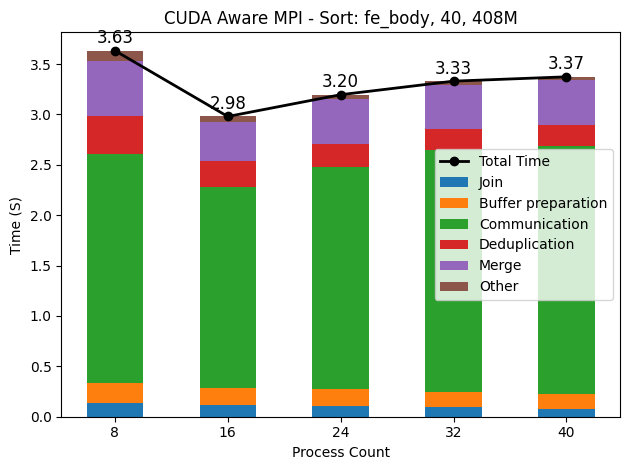 CUDA Aware MPI - Sort: fe_body, 40, 408M
3.63
2.98
3.20
3.33
3.37
3.5
3.0
2.5
2.0
1.5
1.0
0.5
0.0
Time (S)
Total Time
Join
Buffer preparation
Communication
Deduplication
Merge
Other
8
16
24
32
40
Process Count